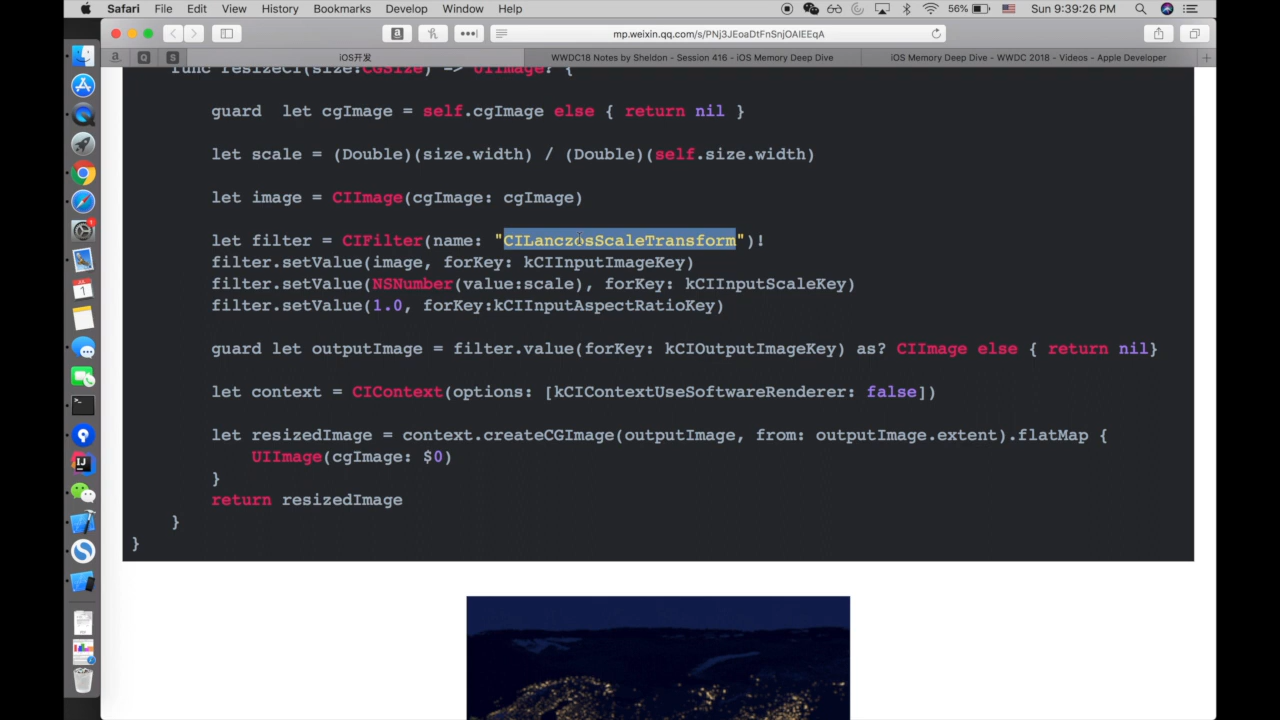 Safari File Edit View History Bookmarks Develop Window Help 56% Sun 9:39:26 PM
mp.weixin.qq.com/s/PNj3JEoaDtFnSnjOAlEEqA
a Q S iOS开发 WWDC18 Notes by Sheldon - Session 416 - iOS Memory Deep Dive iOS Memory Deep Dive - WWDC 2018 - Videos - Apple Developer
func resizeCI(size:CGSize) -> UIImage? {
guard  let cgImage = self.cgImage else { return nil }
let scale = (Double)(size.width) / (Double)(self.size.width)
let image = CIImage(cgImage: cgImage)
let filter = CIFilter(name: "CILanczosScaleTransform")!
filter.setValue(image, forKey: kCIInputImageKey)
filter.setValue(NSNumber(value:scale), forKey: kCIInputScaleKey)
filter.setValue(1.0, forKey:kCIInputAspectRatioKey)
guard let outputImage = filter.value(forKey: kCIOutputImageKey) as? CIImage else { return nil}
let context = CIContext(options: [kCIContextUseSoftwareRenderer: false])
let resizedImage = context.createCGImage(outputImage, from: outputImage.extent).flatMap {
UIImage(cgImage: $0)
}
return resizedImage
}
}